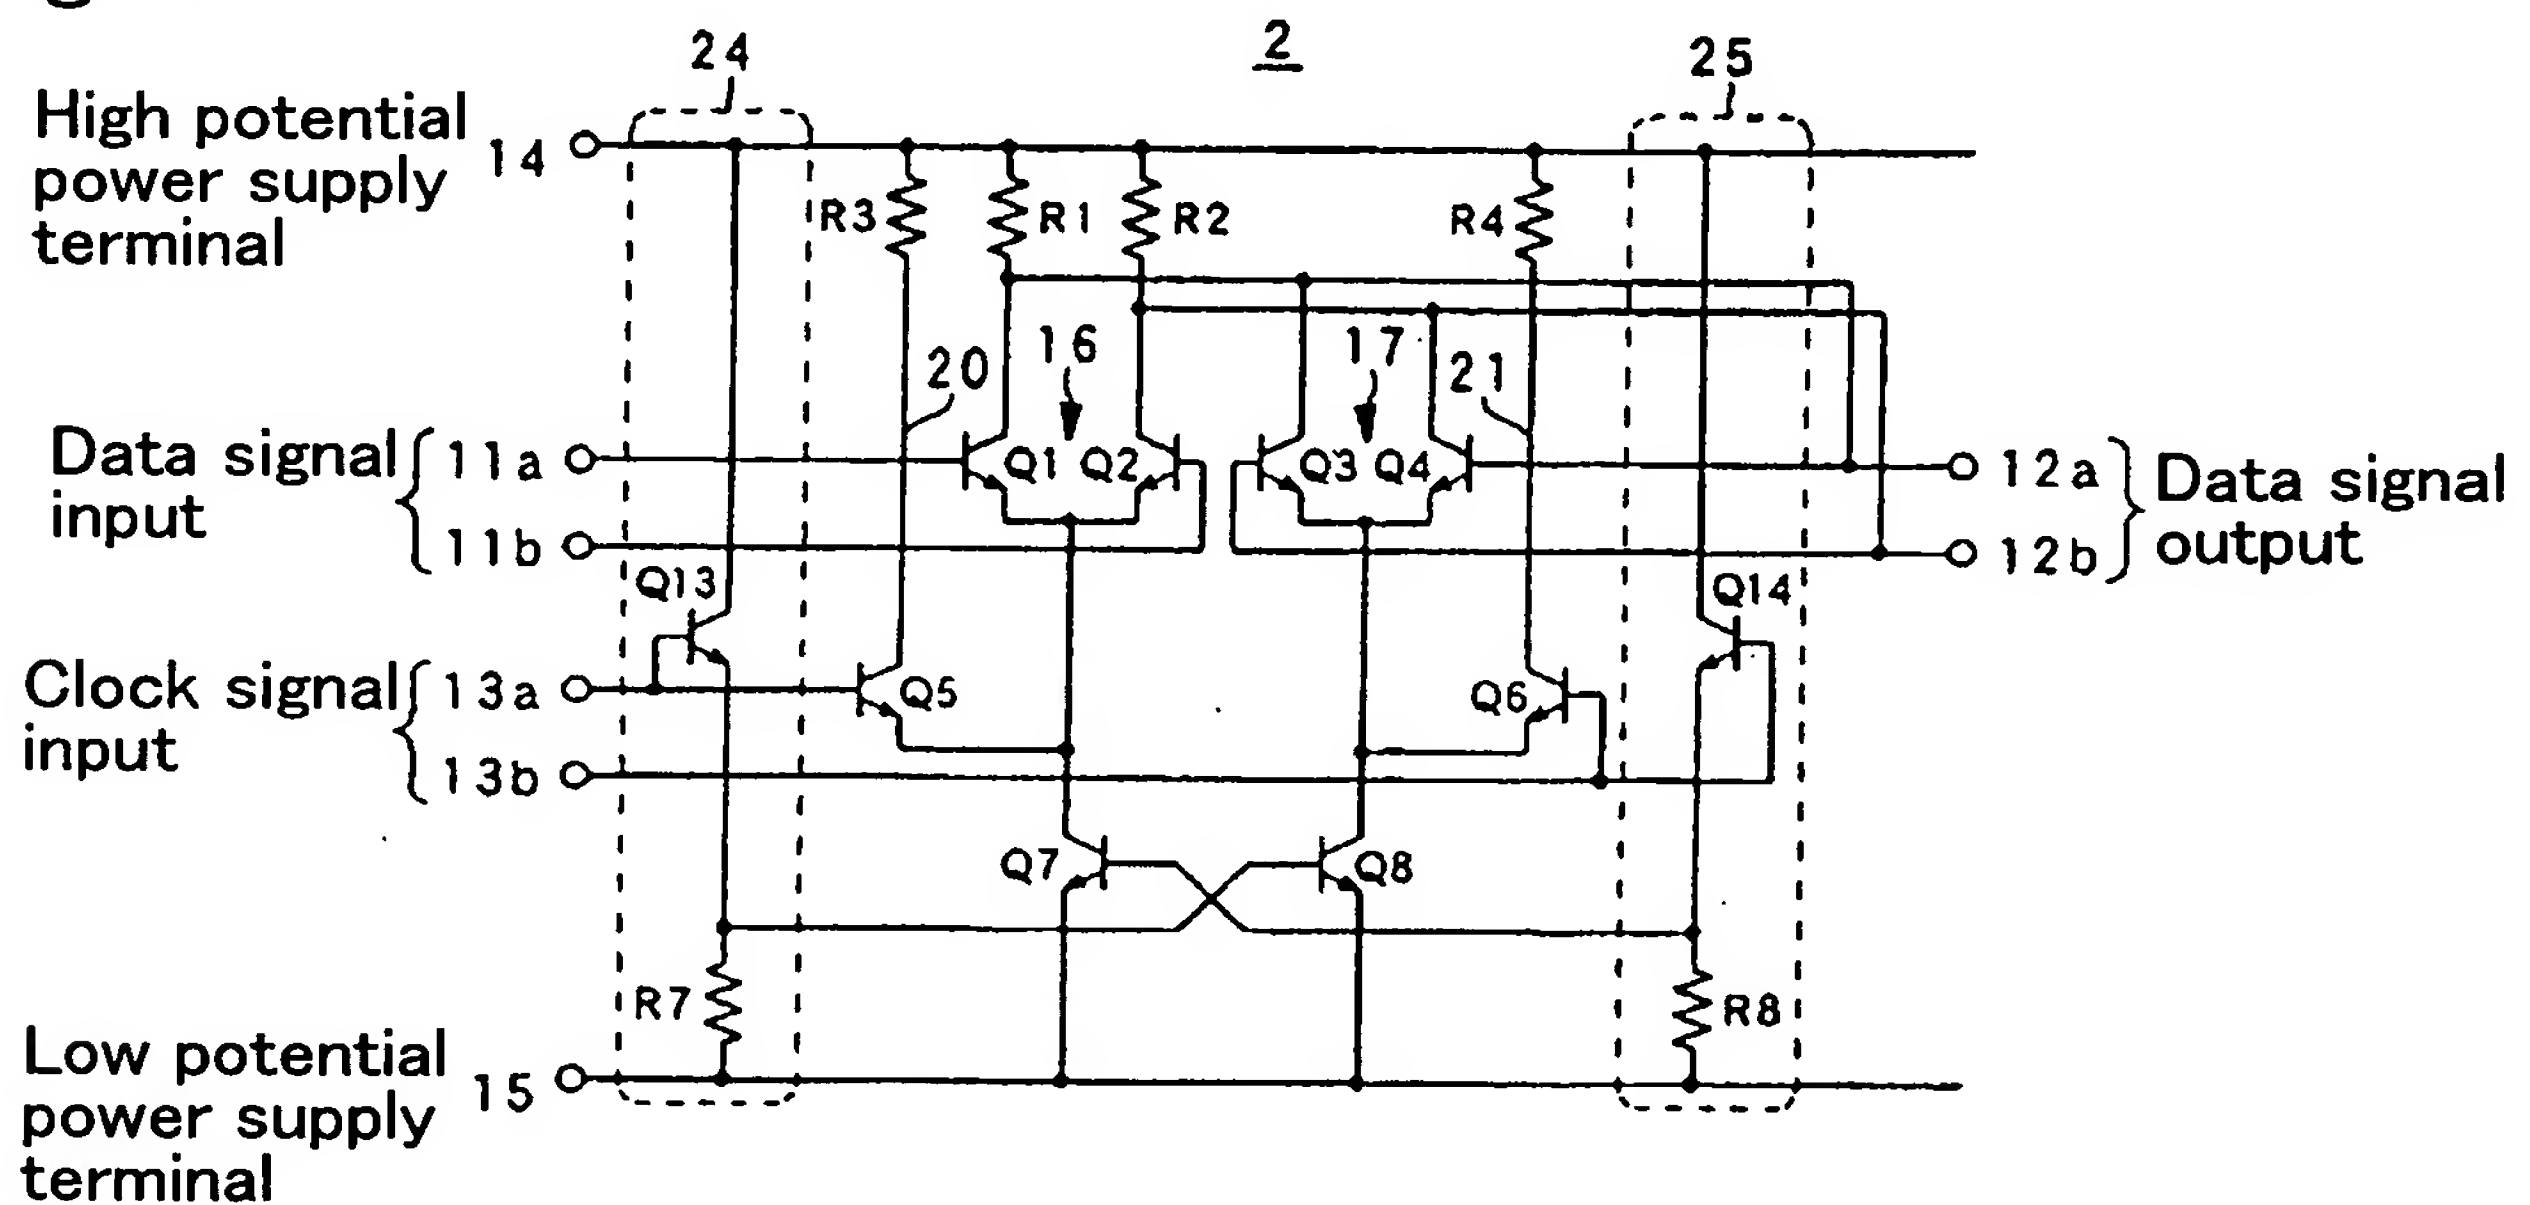 24
2
25
High potential
power supply
terminal
14
R3
R1
R2
R4
20
16
17
21
Data signal
input
11a
11b
Q1
Q2
Q3
Q4
12a
12b
Data signal
output
Q13
Q14
Clock signal
input
13a
13b
Q5
Q6
Q7
Q8
R7
R8
Low potential
power supply
terminal
15